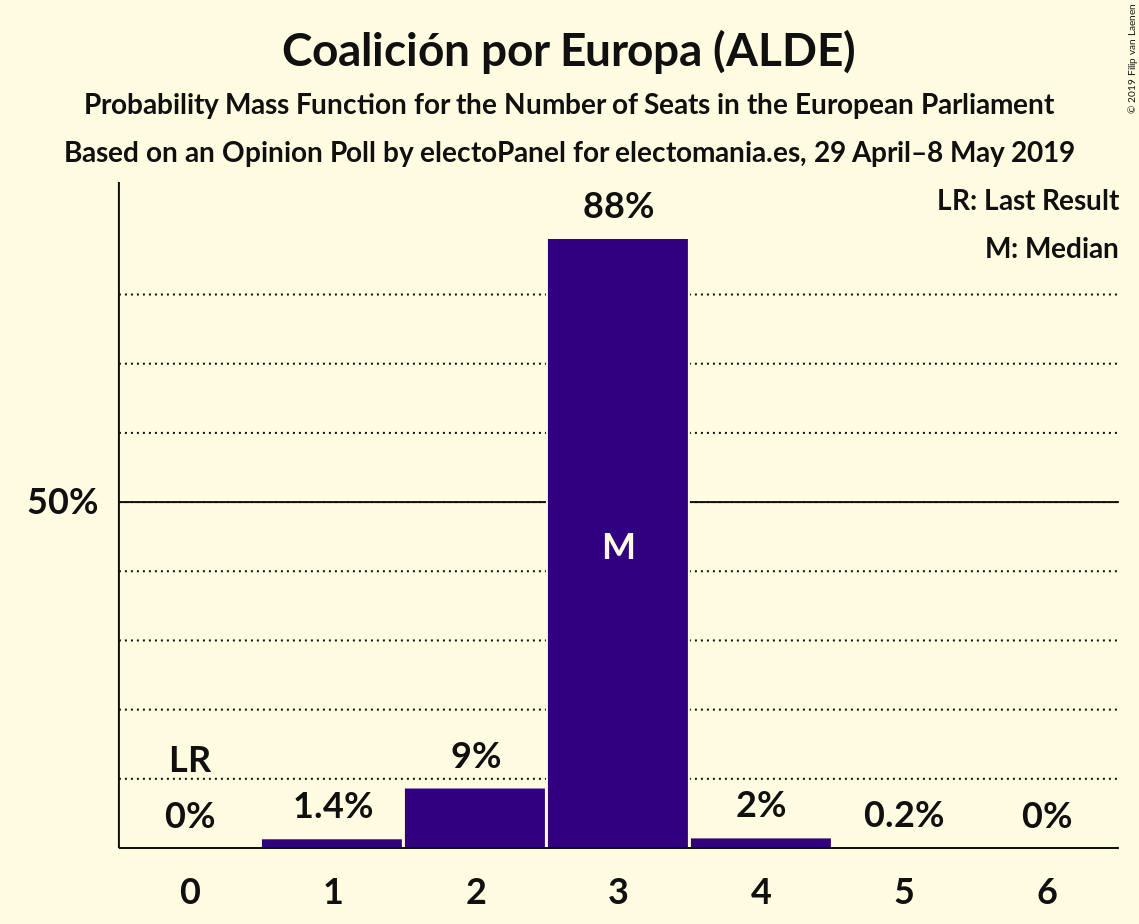 Coalición por Europa (ALDE)
Probability Mass Function for the Number of Seats in the European Parliament
Based on an Opinion Poll by electoPanel for electomania.es, 29 April–8 May 2019
© 2019 Filip van Laenen
LR: Last Result
M: Median
88%
50%
M
LR
0%
1.4%
9%
2%
0.2%
0%
0 1 2 3 4 5 6